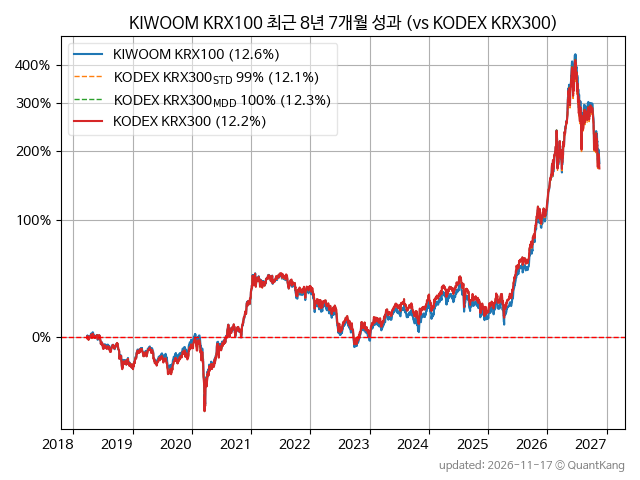 KIWOOM KRX100 최근 8년 7개월 성과 (vs KODEX KRX300)
KIWOOM KRX100 (12.6%)
KODEX KRX300STD 99% (12.1%)
KODEX KRX300MDD 100% (12.3%)
KODEX KRX300 (12.2%)
400%
300%
200%
100%
0%
2018 2019 2020 2021 2022 2023 2024 2025 2026 2027
updated: 2026-11-17 © QuantKang